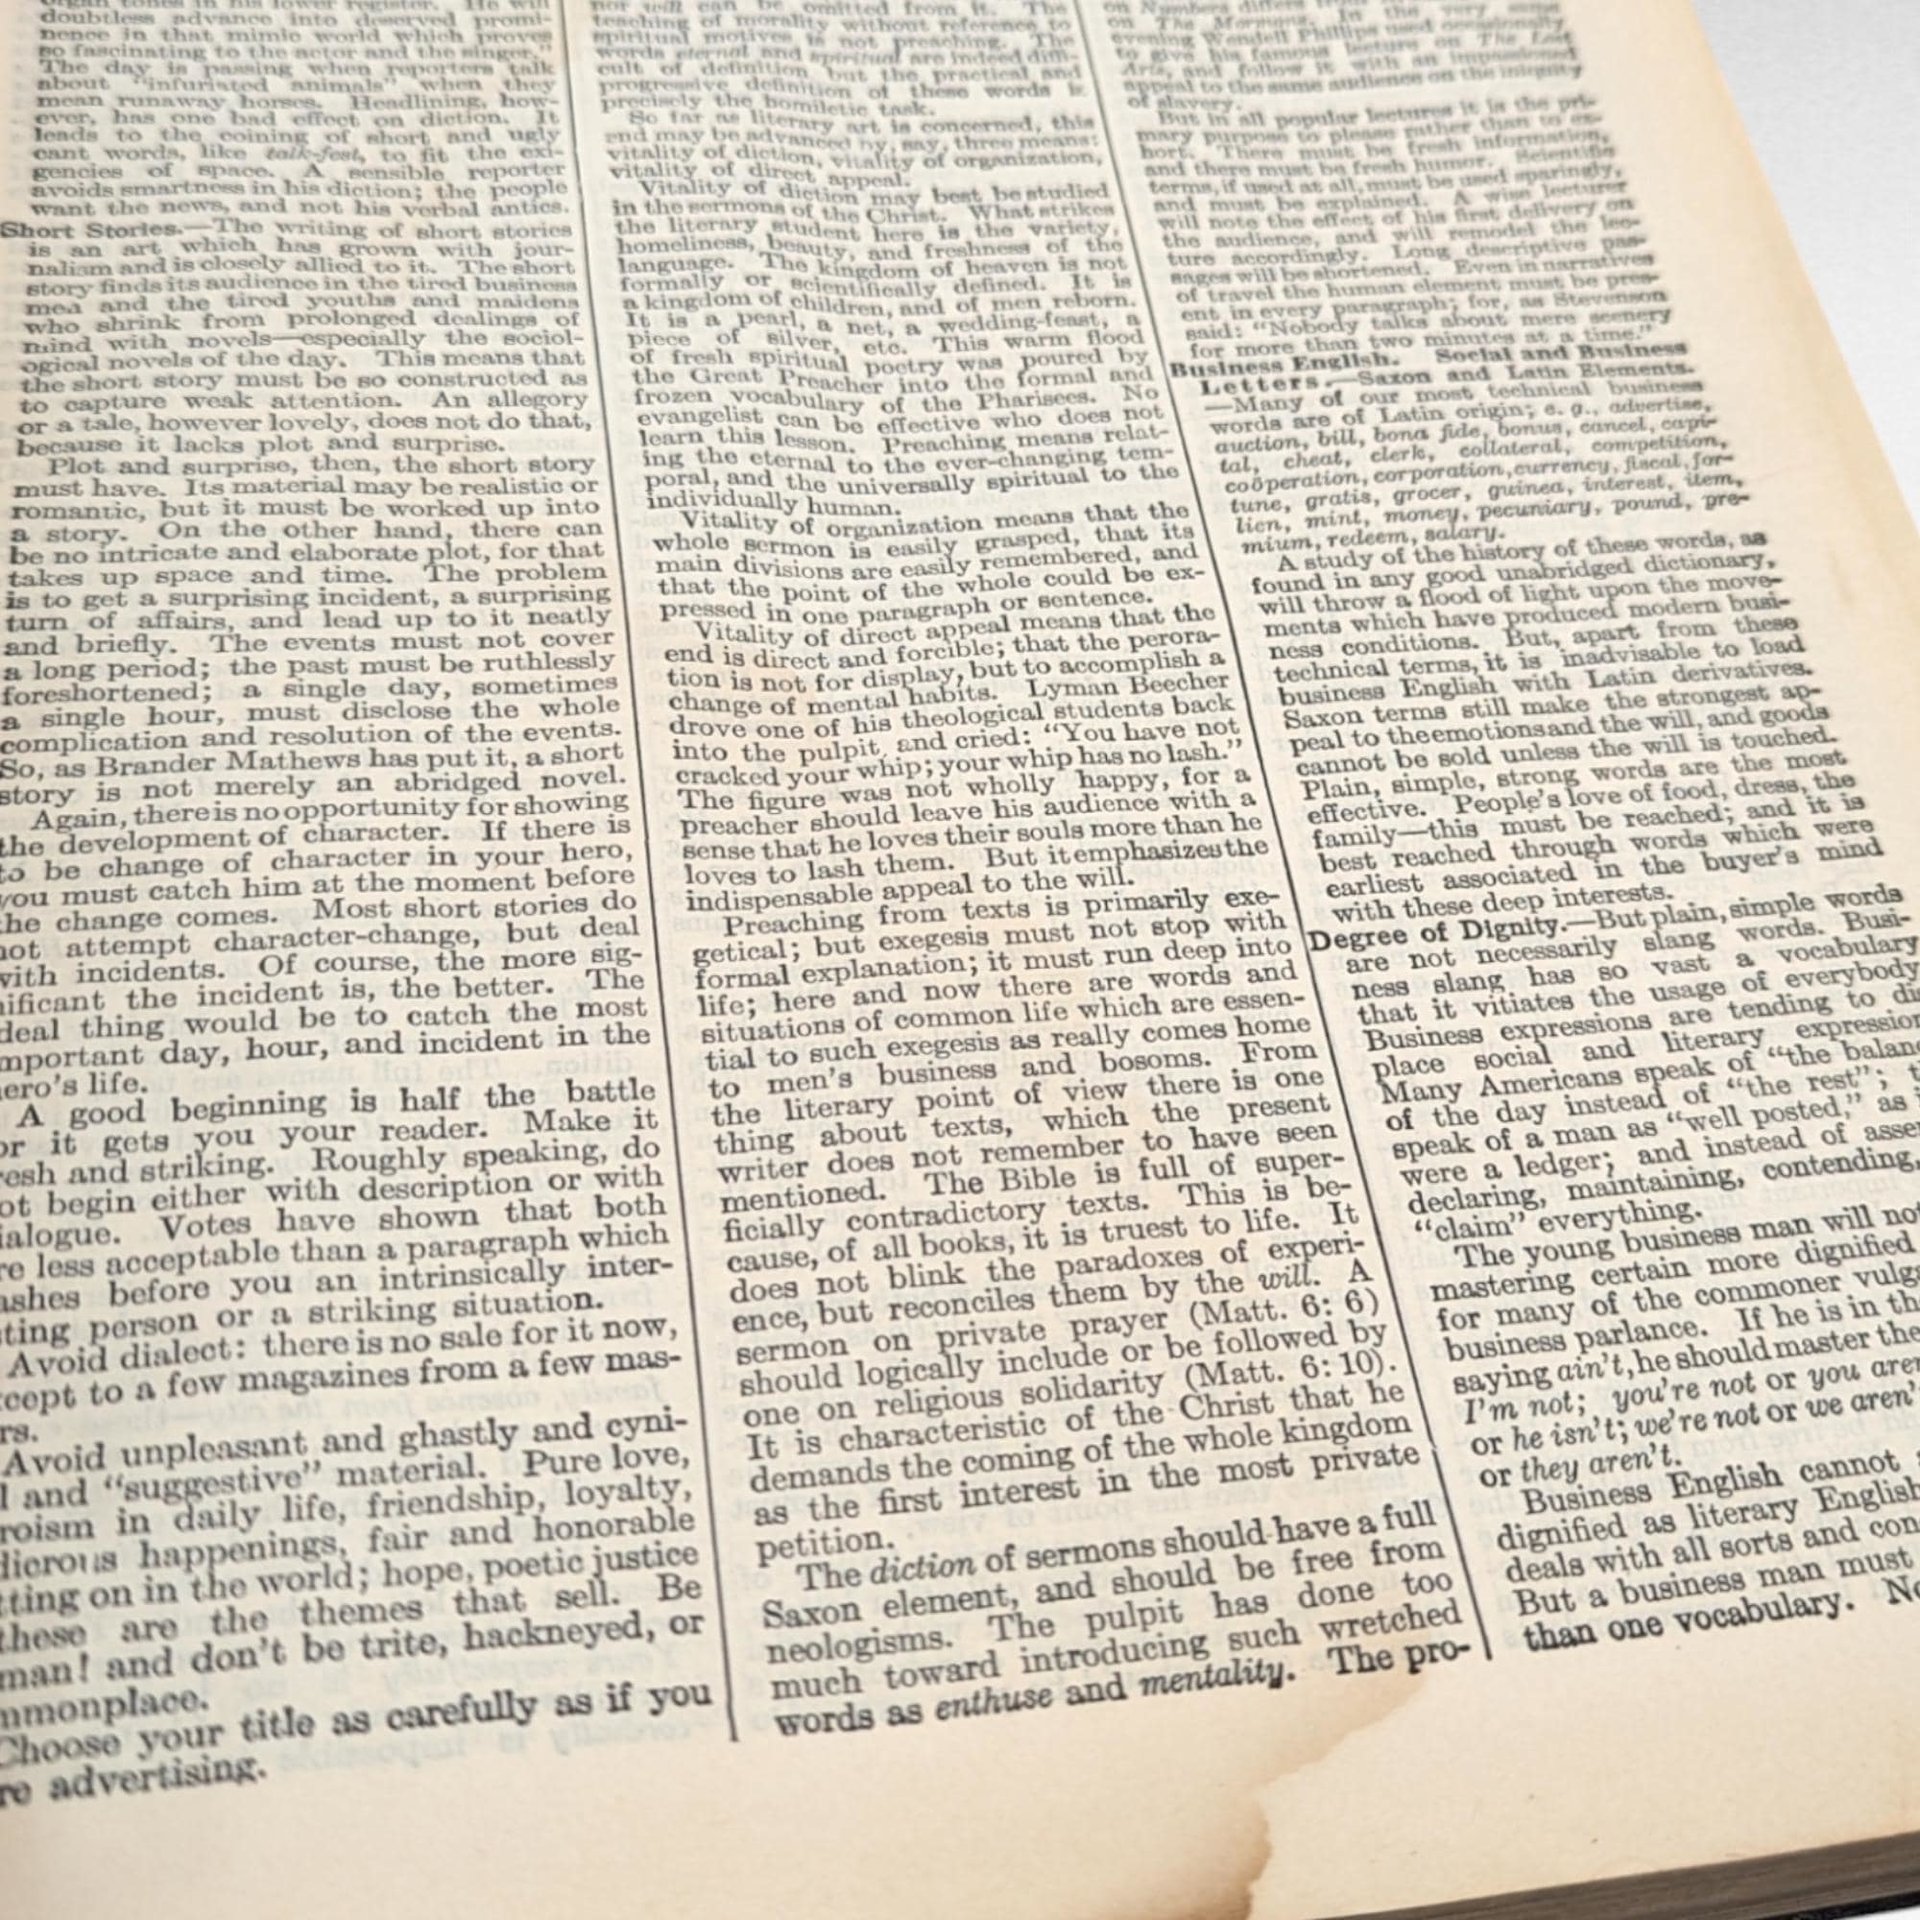 organ tones in his lower register. He will
doubtless advance into deserved promi-
nence in that mimic world which proves
so fascinating to the actor and the singer."
The day is passing when reporters talk
about "infuriated animals" when they
mean runaway horses. Headlining, how-
ever, has one bad effect on diction. It
leads to the coining of short and ugly
cant words, like talk-fest, to fit the exi-
gencies of space. A sensible reporter
avoids smartness in his diction; the people
want the news, and not his verbal antics.
Short Stories.—The writing of short stories
is an art which has grown with jour-
nalism and is closely allied to it. The short
story finds its audience in the tired business
men and the tired youths and maidens
who shrink from prolonged dealings of
mind with novels—especially the sociol-
ogical novels of the day. This means that
the short story must be so constructed as
to capture weak attention. An allegory
or a tale, however lovely, does not do that,
because it lacks plot and surprise.
Plot and surprise, then, the short story
must have. Its material may be realistic or
romantic, but it must be worked up into
a story. On the other hand, there can
be no intricate and elaborate plot, for that
takes up space and time. The problem
is to get a surprising incident, a surprising
turn of affairs, and lead up to it neatly
and briefly. The events must not cover
a long period; the past must be ruthlessly
foreshortened; a single day, sometimes
a single hour, must disclose the whole
complication and resolution of the events.
So, as Brander Mathews has put it, a short
story is not merely an abridged novel.
Again, there is no opportunity for showing
the development of character. If there is
to be change of character in your hero,
you must catch him at the moment before
the change comes. Most short stories do
not attempt character-change, but deal
with incidents. Of course, the more sig-
nificant the incident is, the better. The
deal thing would be to catch the most
mportant day, hour, and incident in the
ero's life.
A good beginning is half the battle
or it gets you your reader. Make it
resh and striking. Roughly speaking, do
ot begin either with description or with
ialogue. Votes have shown that both
re less acceptable than a paragraph which
ashes before you an intrinsically inter-
ting person or a striking situation.
Avoid dialect: there is no sale for it now,
cept to a few magazines from a few mas-
rs.
Avoid unpleasant and ghastly and cyni-
l and "suggestive" material. Pure love,
roism in daily life, friendship, loyalty,
dicrous happenings, fair and honorable
tting on in the world; hope, poetic justice
these are the themes that sell. Be
man! and don't be trite, hackneyed, or
mmonplace.
Choose your title as carefully as if you
re advertising.
nor will can be omitted from it. The
teaching of morality without reference to
spiritual motives is not preaching. The
words eternal and spiritual are indeed diffi-
cult of definition, but the practical and
progressive definition of these words is
precisely the homiletic task.
So far as literary art is concerned, this
end may be advanced by, say, three means:
vitality of diction, vitality of organization,
vitality of direct appeal.
Vitality of diction may best be studied
in the sermons of the Christ. What strikes
the literary student here is the variety,
homeliness, beauty, and freshness of the
language. The kingdom of heaven is not
formally or scientifically defined. It is
a kingdom of children, and of men reborn.
It is a pearl, a net, a wedding-feast, a
piece of silver, etc. This warm flood
of fresh spiritual poetry was poured by
the Great Preacher into the formal and
frozen vocabulary of the Pharisees. No
evangelist can be effective who does not
learn this lesson. Preaching means relat-
ing the eternal to the ever-changing tem-
poral, and the universally spiritual to the
individually human.
Vitality of organization means that the
whole sermon is easily grasped, that its
main divisions are easily remembered, and
that the point of the whole could be ex-
pressed in one paragraph or sentence.
Vitality of direct appeal means that the
end is direct and forcible; that the perora-
tion is not for display, but to accomplish a
change of mental habits. Lyman Beecher
drove one of his theological students back
into the pulpit, and cried: "You have not
cracked your whip; your whip has no lash."
The figure was not wholly happy, for a
preacher should leave his audience with a
sense that he loves their souls more than he
loves to lash them. But it emphasizes the
indispensable appeal to the will.
Preaching from texts is primarily exe-
getical; but exegesis must not stop with
formal explanation; it must run deep into
life; here and now there are words and
situations of common life which are essen-
tial to such exegesis as really comes home
to men's business and bosoms. From
the literary point of view there is one
thing about texts, which the present
writer does not remember to have seen
mentioned. The Bible is full of super-
ficially contradictory texts. This is be-
cause, of all books, it is truest to life. It
does not blink the paradoxes of experi-
ence, but reconciles them by the will. A
sermon on private prayer (Matt. 6: 6)
should logically include or be followed by
one on religious solidarity (Matt. 6: 10).
It is characteristic of the Christ that he
demands the coming of the whole kingdom
as the first interest in the most private
petition.
The diction of sermons should have a full
Saxon element, and should be free from
neologisms. The pulpit has done too
much toward introducing such wretched
words as enthuse and mentality. The pro-
on Numbers differs from
on The Mormons. In the very same
evening Wendell Phillips used occasionally
to give his famous lecture on The Lost
Arts, and follow it with an impassioned
appeal to the same audience on the iniquity
of slavery.
But in all popular lectures it is the pri-
mary purpose to please rather than to ex-
hort. There must be fresh information,
and there must be fresh humor. Scientific
terms, if used at all, must be used sparingly,
and must be explained. A wise lecturer
will note the effect of his first delivery on
the audience, and will remodel the lec-
ture accordingly. Long descriptive pas-
sages will be shortened. Even in narratives
of travel the human element must be pres-
ent in every paragraph; for, as Stevenson
said: "Nobody talks about mere scenery
for more than two minutes at a time."
Business English. Social and Business
Letters.—Saxon and Latin Elements.
—Many of our most technical business
words are of Latin origin; e. g., advertise,
auction, bill, bona fide, bonus, cancel, capi-
tal, cheat, clerk, collateral, competition,
coöperation, corporation, currency, fiscal, for-
tune, gratis, grocer, guinea, interest, item,
lien, mint, money, pecuniary, pound, pre-
mium, redeem, salary.
A study of the history of these words, as
found in any good unabridged dictionary,
will throw a flood of light upon the move-
ments which have produced modern busi-
ness conditions. But, apart from these
technical terms, it is inadvisable to load
business English with Latin derivatives.
Saxon terms still make the strongest ap-
peal to the emotions and the will, and goods
cannot be sold unless the will is touched.
Plain, simple, strong words are the most
effective. People's love of food, dress, the
family—this must be reached; and it is
best reached through words which were
earliest associated in the buyer's mind
with these deep interests.
Degree of Dignity.—But plain, simple words
are not necessarily slang words. Busi-
ness slang has so vast a vocabulary
that it vitiates the usage of everybody
Business expressions are tending to di
place social and literary expression
Many Americans speak of "the balanc
of the day instead of "the rest"; t
speak of a man as "well posted," as i
were a ledger; and instead of asser
declaring, maintaining, contending,
"claim" everything.
The young business man will not
mastering certain more dignified
for many of the commoner vulga
business parlance. If he is in th
saying ain't, he should master the
I'm not; you're not or you aren
or he isn't; we're not or we aren'
or they aren't.
Business English cannot
dignified as literary English
deals with all sorts and con
But a business man must
than one vocabulary. No